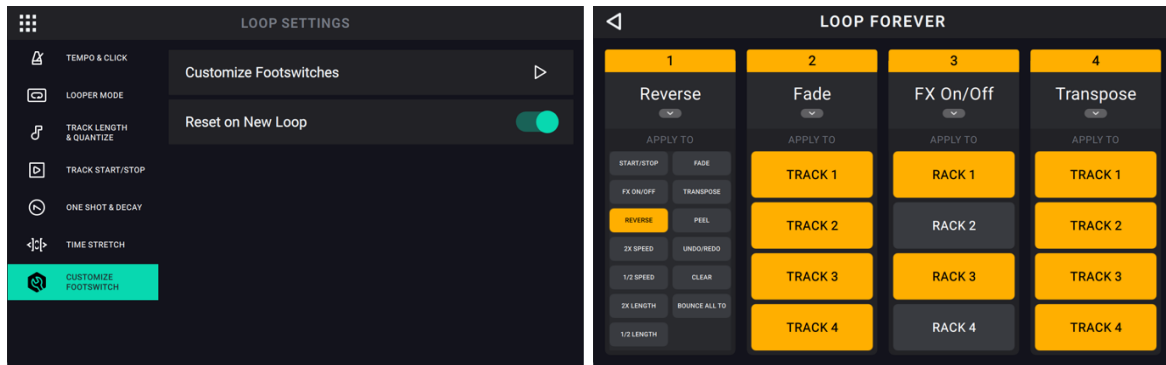 LOOP SETTINGS
TEMPO & CLICK
LOOPER MODE
TRACK LENGTH
& QUANTIZE
TRACK START/STOP
ONE SHOT & DECAY
TIME STRETCH
CUSTOMIZE
FOOTSWITCH
Customize Footswitches
Reset on New Loop
LOOP FOREVER
1 2 3 4
Reverse Fade FX On/Off Transpose
APPLY TO APPLY TO APPLY TO APPLY TO
START/STOP FADE
FX ON/OFF TRANSPOSE
REVERSE PEEL
2X SPEED UNDO/REDO
1/2 SPEED CLEAR
2X LENGTH BOUNCE ALL TO
1/2 LENGTH
TRACK 1 RACK 1 TRACK 1
TRACK 2 RACK 2 TRACK 2
TRACK 3 RACK 3 TRACK 3
TRACK 4 RACK 4 TRACK 4